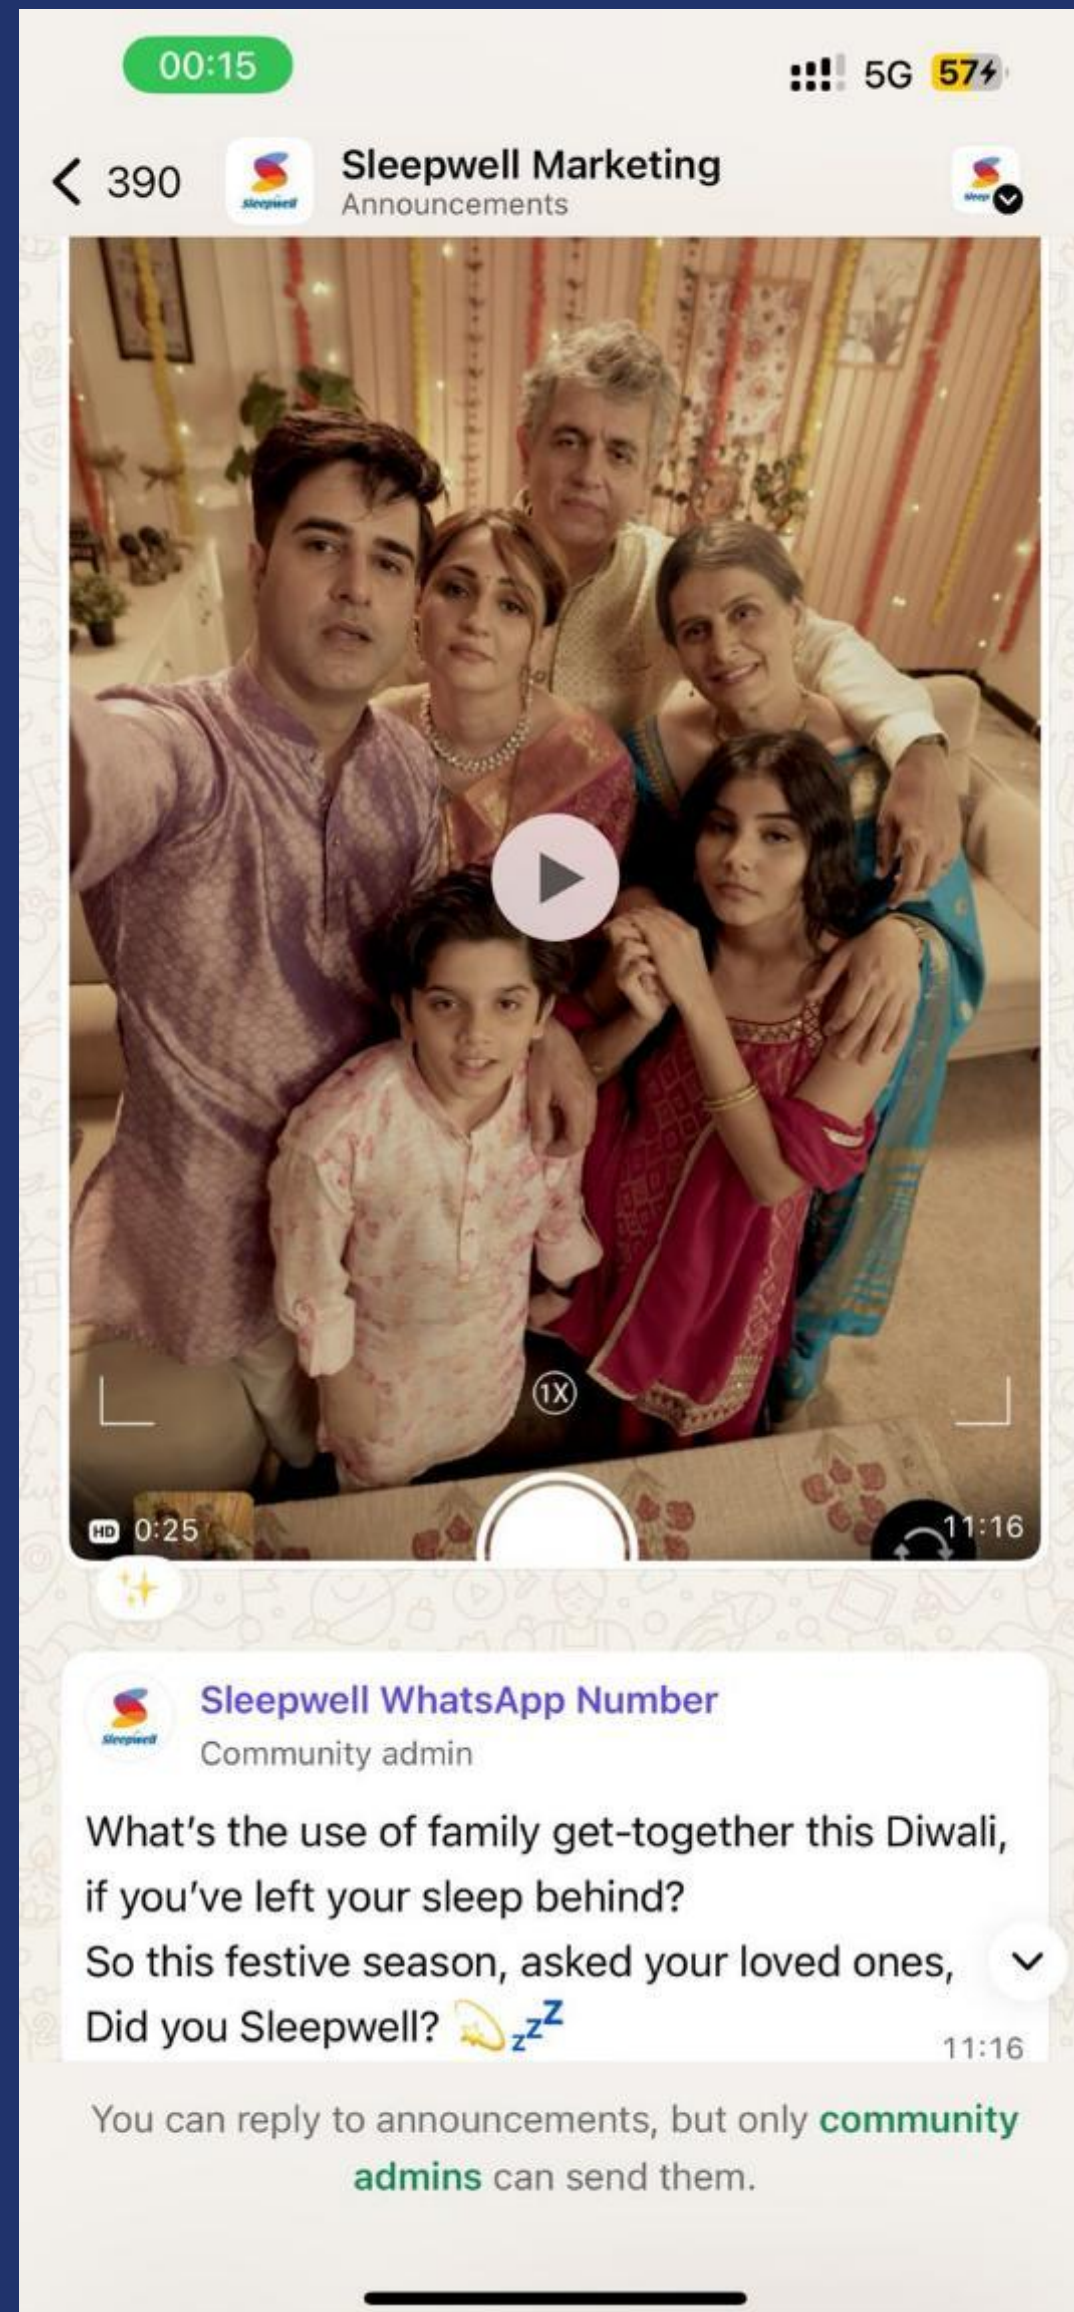 00:15
5G 57
390
Sleepwell
Sleepwell Marketing
Announcements
Sleep
1X
HD 0:25
11:16
Sleepwell
Sleepwell WhatsApp Number
Community admin
What's the use of family get-together this Diwali,
if you've left your sleep behind?
So this festive season, asked your loved ones,
Did you Sleepwell? 💫💤
11:16
You can reply to announcements, but only community
admins can send them.